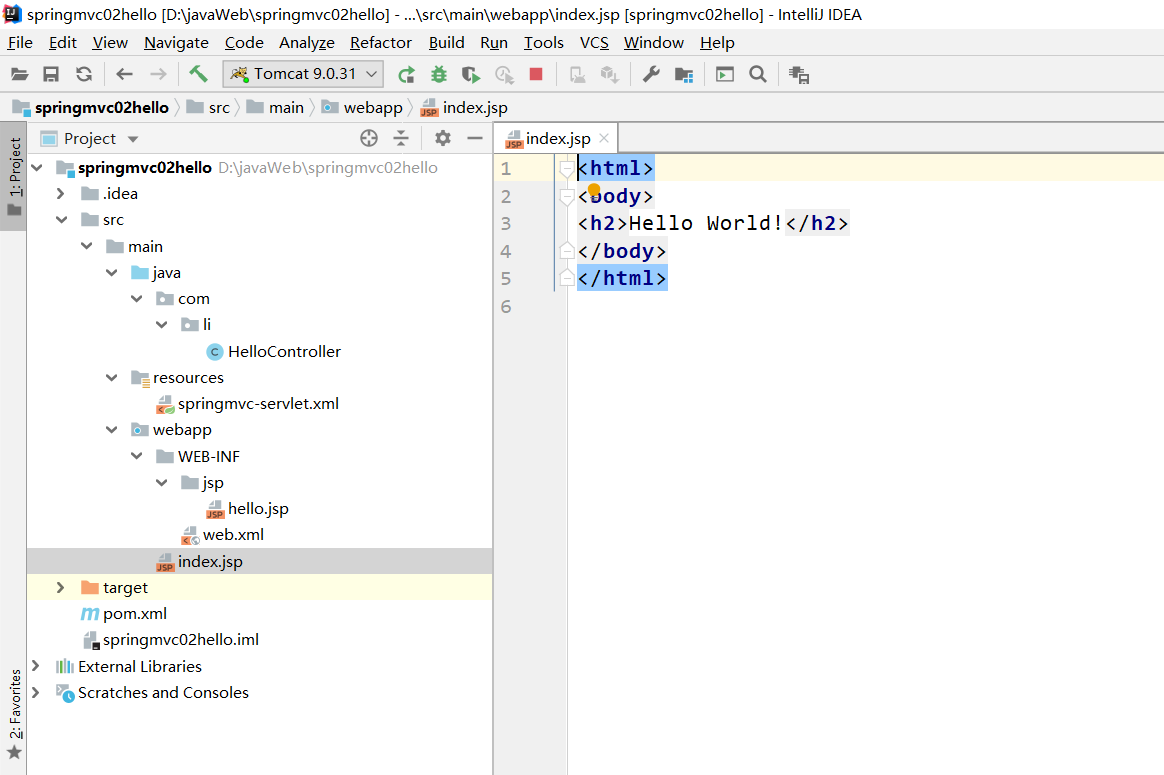 springmvc02hello [D:\javaWeb\springmvc02hello] - ...\src\main\webapp\index.jsp [springmvc02hello] - IntelliJ IDEA
File Edit View Navigate Code Analyze Refactor Build Run Tools VCS Window Help
Tomcat 9.0.31
springmvc02hello src main webapp index.jsp
1: Project
Project
springmvc02hello D:\javaWeb\springmvc02hello
.idea
src
main
java
com
li
C HelloController
resources
springmvc-servlet.xml
webapp
WEB-INF
jsp
JSP hello.jsp
web.xml
JSP index.jsp
target
m pom.xml
springmvc02hello.iml
External Libraries
Scratches and Consoles
2: Favorites
JSP index.jsp
1 <html>
2 <body>
3 <h2>Hello World!</h2>
4 </body>
5 </html>
6